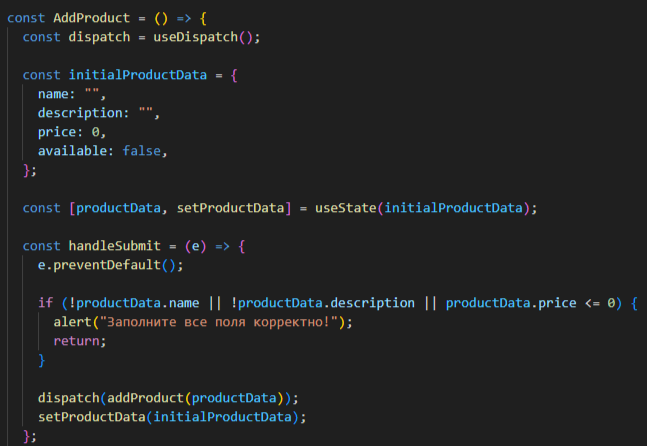 const AddProduct = () => {
const dispatch = useDispatch();
const initialProductData = {
name: "",
description: "",
price: 0,
available: false,
};
const [productData, setProductData] = useState(initialProductData);
const handleSubmit = (e) => {
e.preventDefault();
if (!productData.name || !productData.description || productData.price <= 0) {
alert("Заполните все поля корректно!");
return;
}
dispatch(addProduct(productData));
setProductData(initialProductData);
};